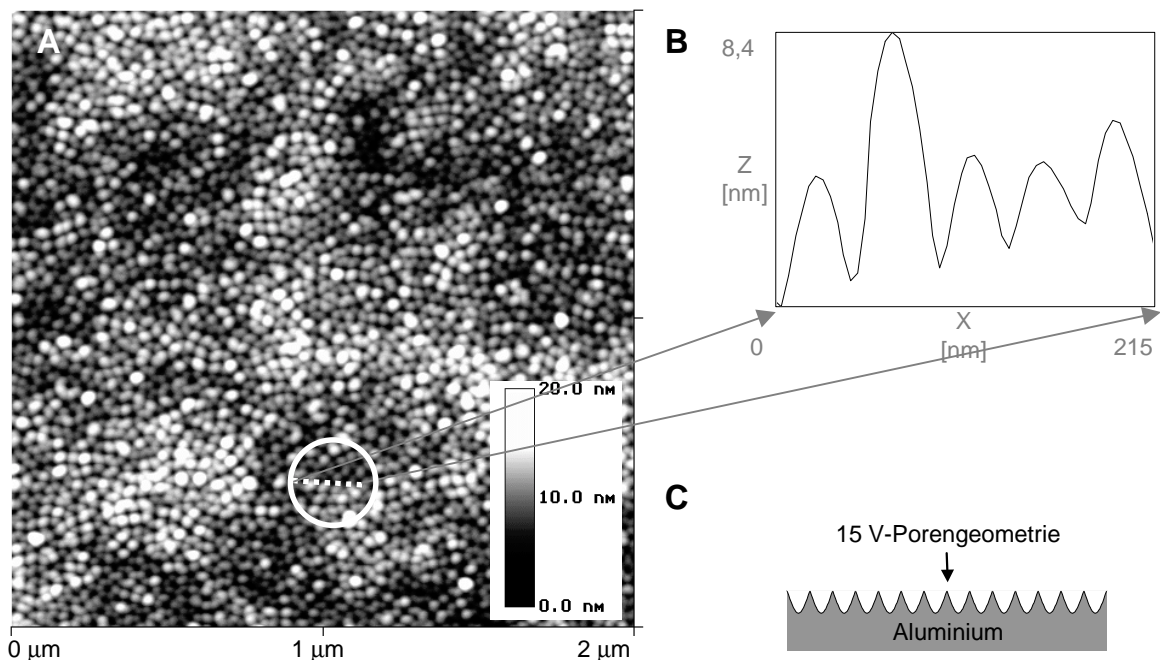 A
20.0 nm
10.0 nm
0.0 nm
0 µm
1 µm
2 µm
B
8,4
Z
[nm]
X
[nm]
0
215
C
15 V-Porengeometrie
Aluminium